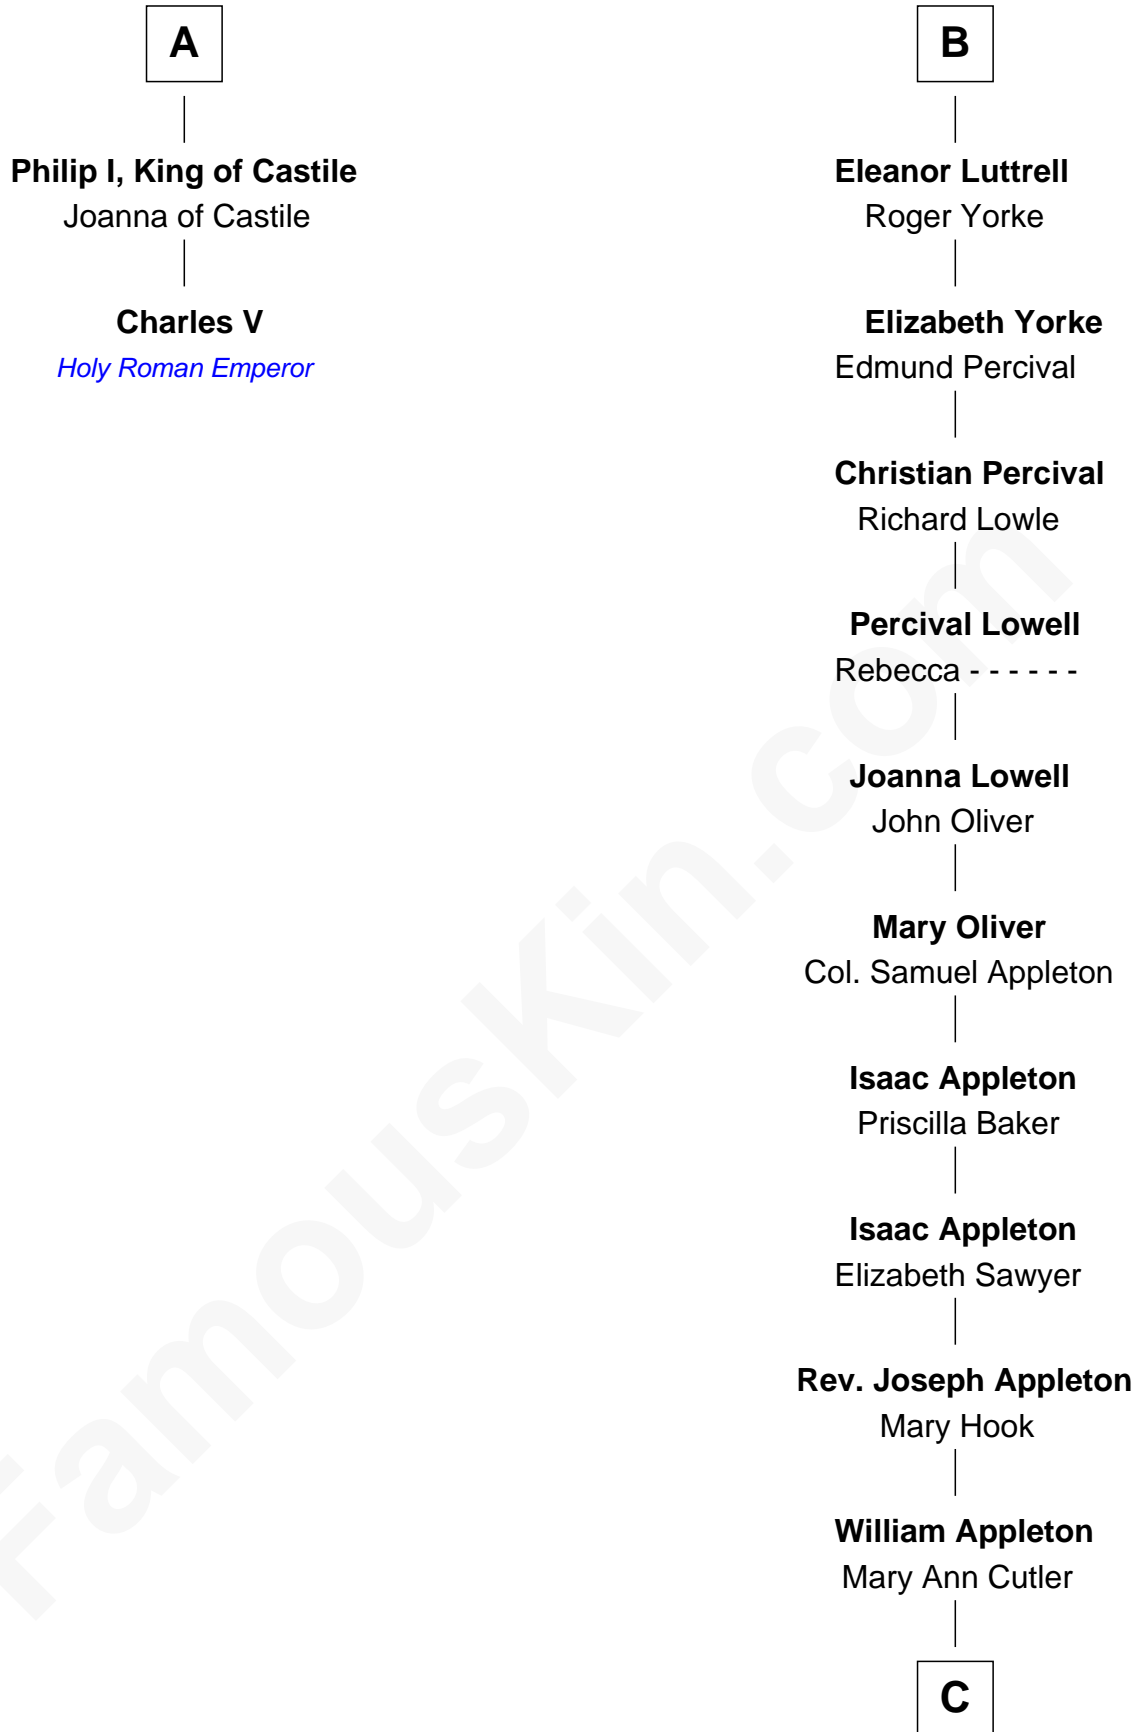 A
Philip I, King of Castile
Joanna of Castile
Charles V
Holy Roman Emperor
B
Eleanor Luttrell
Roger Yorke
Elizabeth Yorke
Edmund Percival
Christian Percival
Richard Lowle
Percival Lowell
Rebecca - - - - - -
Joanna Lowell
John Oliver
Mary Oliver
Col. Samuel Appleton
Isaac Appleton
Priscilla Baker
Isaac Appleton
Elizabeth Sawyer
Rev. Joseph Appleton
Mary Hook
William Appleton
Mary Ann Cutler
C
FamousKin.com